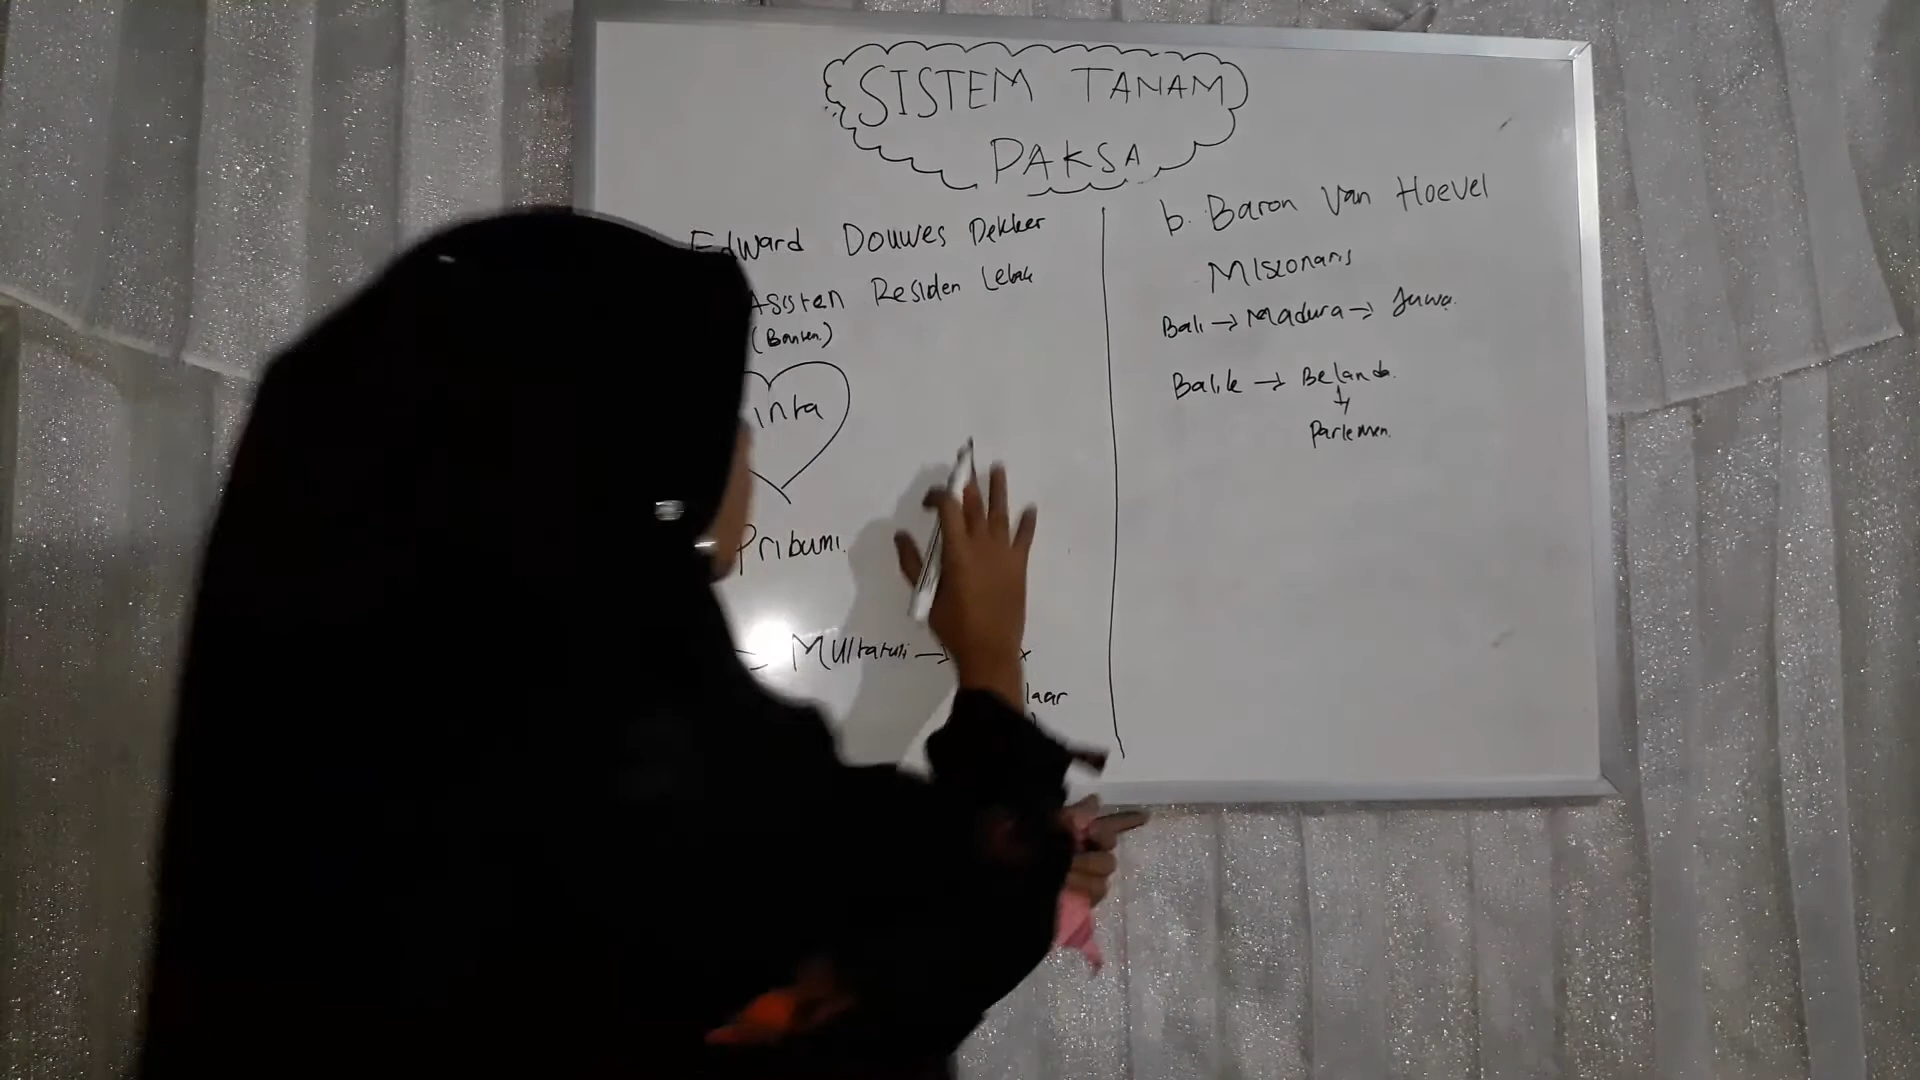 SISTEM TANAM
PAKSA
Edward Douwes Dekker
Asisten Residen Lebak
(Banten)
inta
Pribumi.
= Multatuli →
laar
b. Baron Van Hoevel
Misionaris
Bali → Madura → Jawa.
Balik → Belanda.
↓
Parlemen.